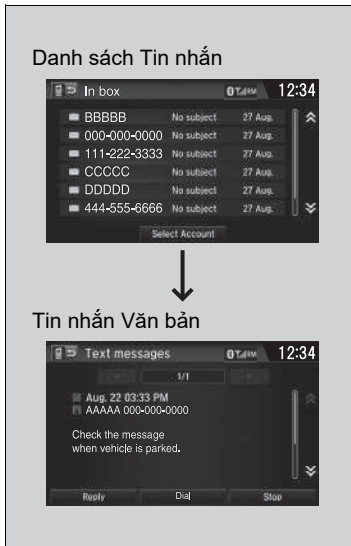 Danh sách Tin nhắn
In box 12:34
BBBBB No subject 27 Aug.
000-000-0000 No subject 27 Aug.
111-222-3333 No subject 27 Aug.
CCCCC No subject 27 Aug.
DDDDD No subject 27 Aug.
444-555-6666 No subject 27 Aug.
Select Account
Tin nhắn Văn bản
Text messages 12:34
1/1
Aug. 22 03:33 PM
AAAAA 000-000-0000
Check the message
when vehicle is parked.
Reply Dial Stop